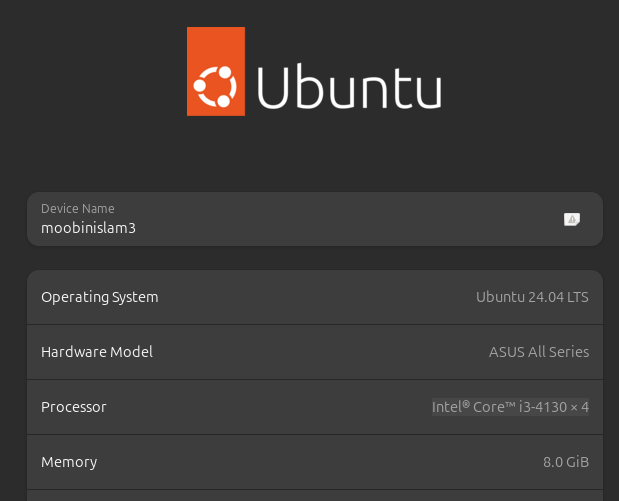 Ubuntu
Device Name
moobinislam3
Operating System Ubuntu 24.04 LTS
Hardware Model ASUS All Series
Processor Intel® Core™ i3-4130 × 4
Memory 8.0 GiB